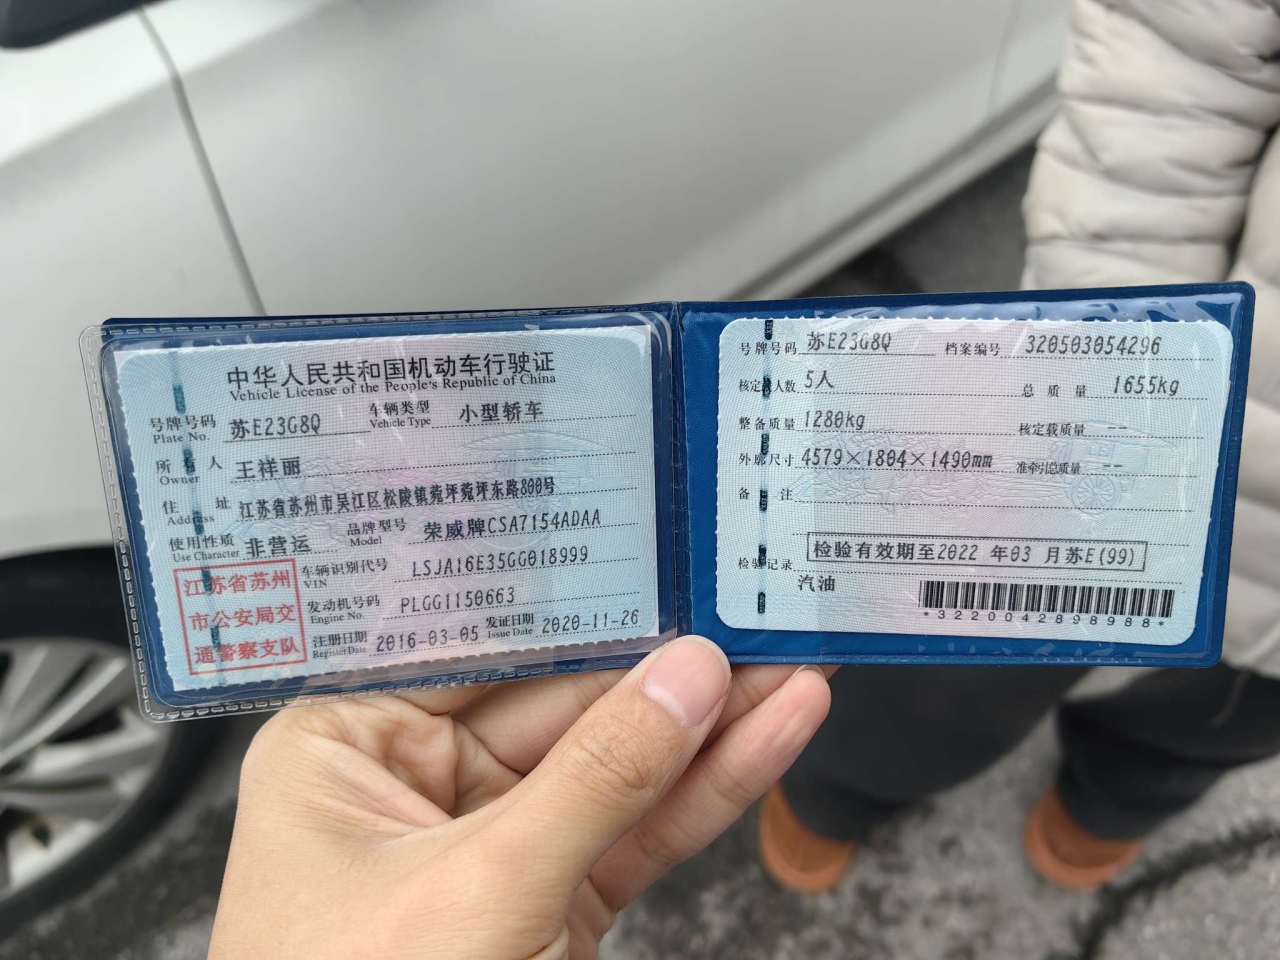 中华人民共和国机动车行驶证
Vehicle License of the People's Republic of China
号牌号码 Plate No. 苏E23G8Q 车辆类型 Vehicle Type 小型轿车
所有人 Owner 王祥丽
住址 Address 江苏省苏州市吴江区松陵镇菀坪菀坪东路800号
使用性质 Use Character 非营运 品牌型号 Model 荣威牌CSA7154ADAA
车辆识别代号 VIN LSJA16E35GG018999
发动机号码 Engine No. PLGG1150663
注册日期 Register Date 2016-03-05 发证日期 Issue Date 2020-11-26
江苏省苏州
市公安局交
通警察支队
号牌号码 苏E23G8Q 档案编号 320503054296
核定载人数 5人 总质量 1655kg
整备质量 1280kg 核定载质量 --
外廓尺寸 4579×1804×1490mm 准牵引总质量 --
备注
检验记录 检验有效期至2022 年03 月苏E(99)
汽油
*3220042898988*